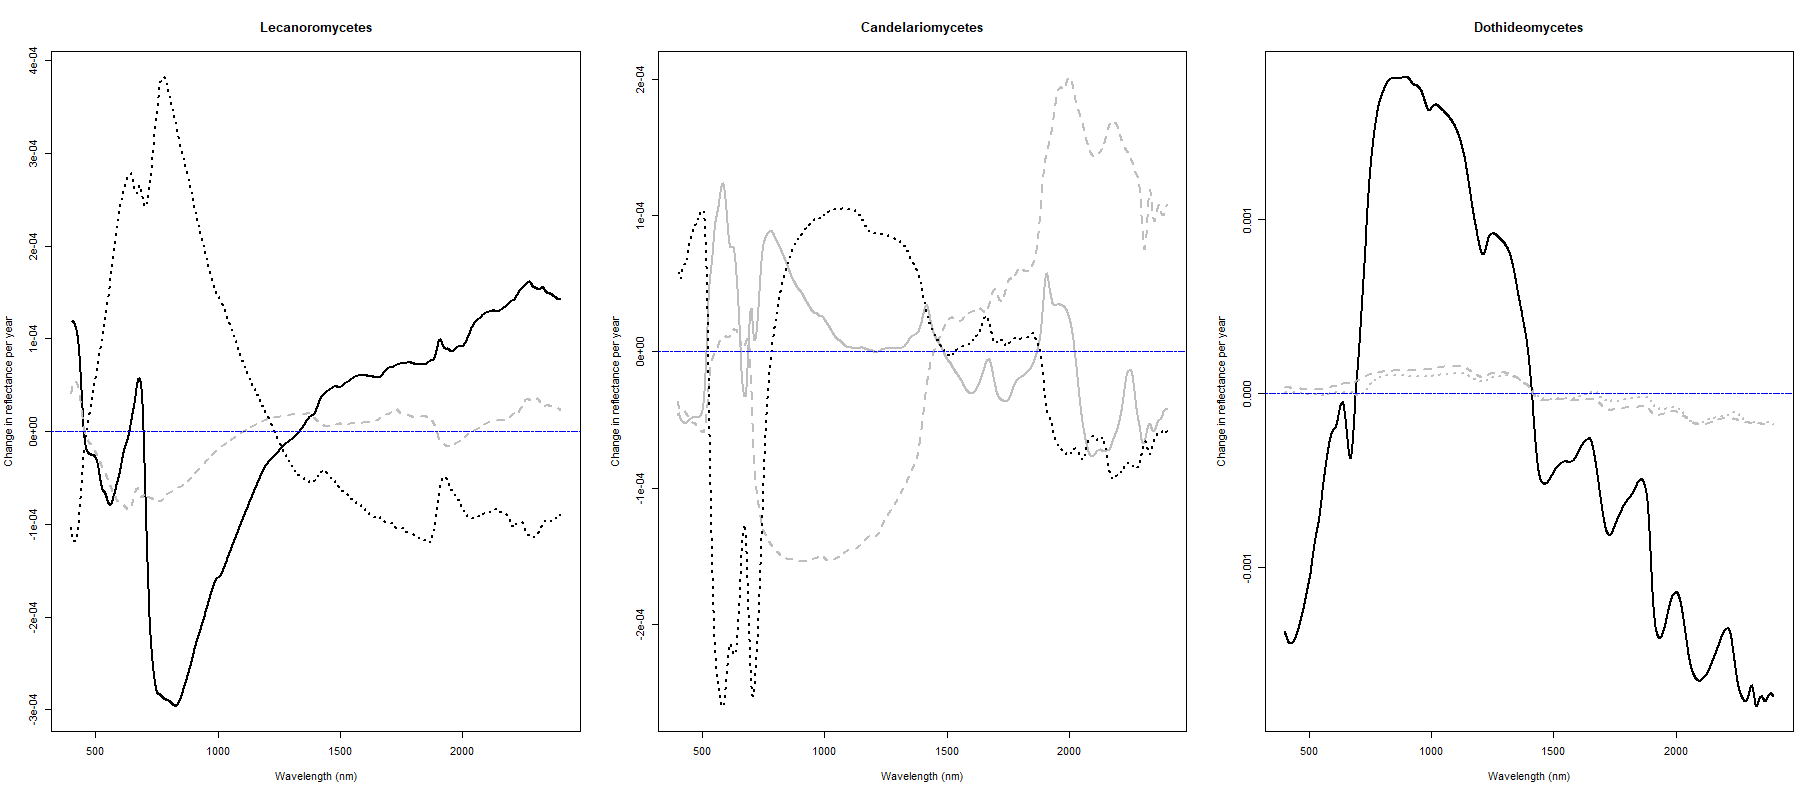 Lecanoromycetes
Change in reflectance per year
4e-04
3e-04
2e-04
1e-04
0e+00
-1e-04
-2e-04
-3e-04
500 1000 1500 2000
Wavelength (nm)
Candelariomycetes
Change in reflectance per year
2e-04
1e-04
0e+00
-1e-04
-2e-04
500 1000 1500 2000
Wavelength (nm)
Dothideomycetes
Change in reflectance per year
0.001
0.000
-0.001
500 1000 1500 2000
Wavelength (nm)